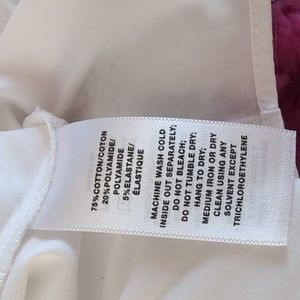 75%COTTON/COTON
20%POLYAMIDE/
POLYAMIDE
5%ELASTANE/
ÉLASTIQUE
MACHINE WASH COLD
INSIDE OUT SEPARATELY;
DO NOT BLEACH;
DO NOT TUMBLE DRY;
HANG TO DRY;
MEDIUM IRON OR DRY
CLEAN USING ANY
SOLVENT EXCEPT
TRICHLOROETHYLENE